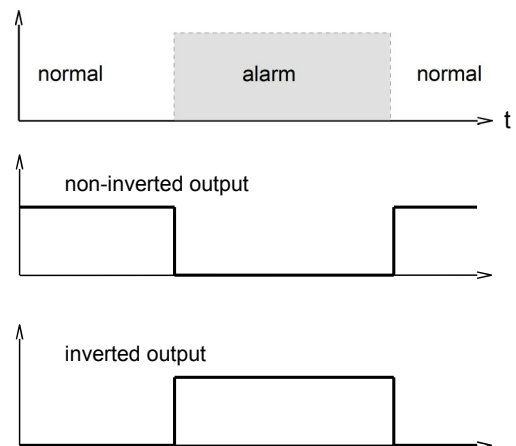 normal alarm normal
t
non-inverted output
inverted output